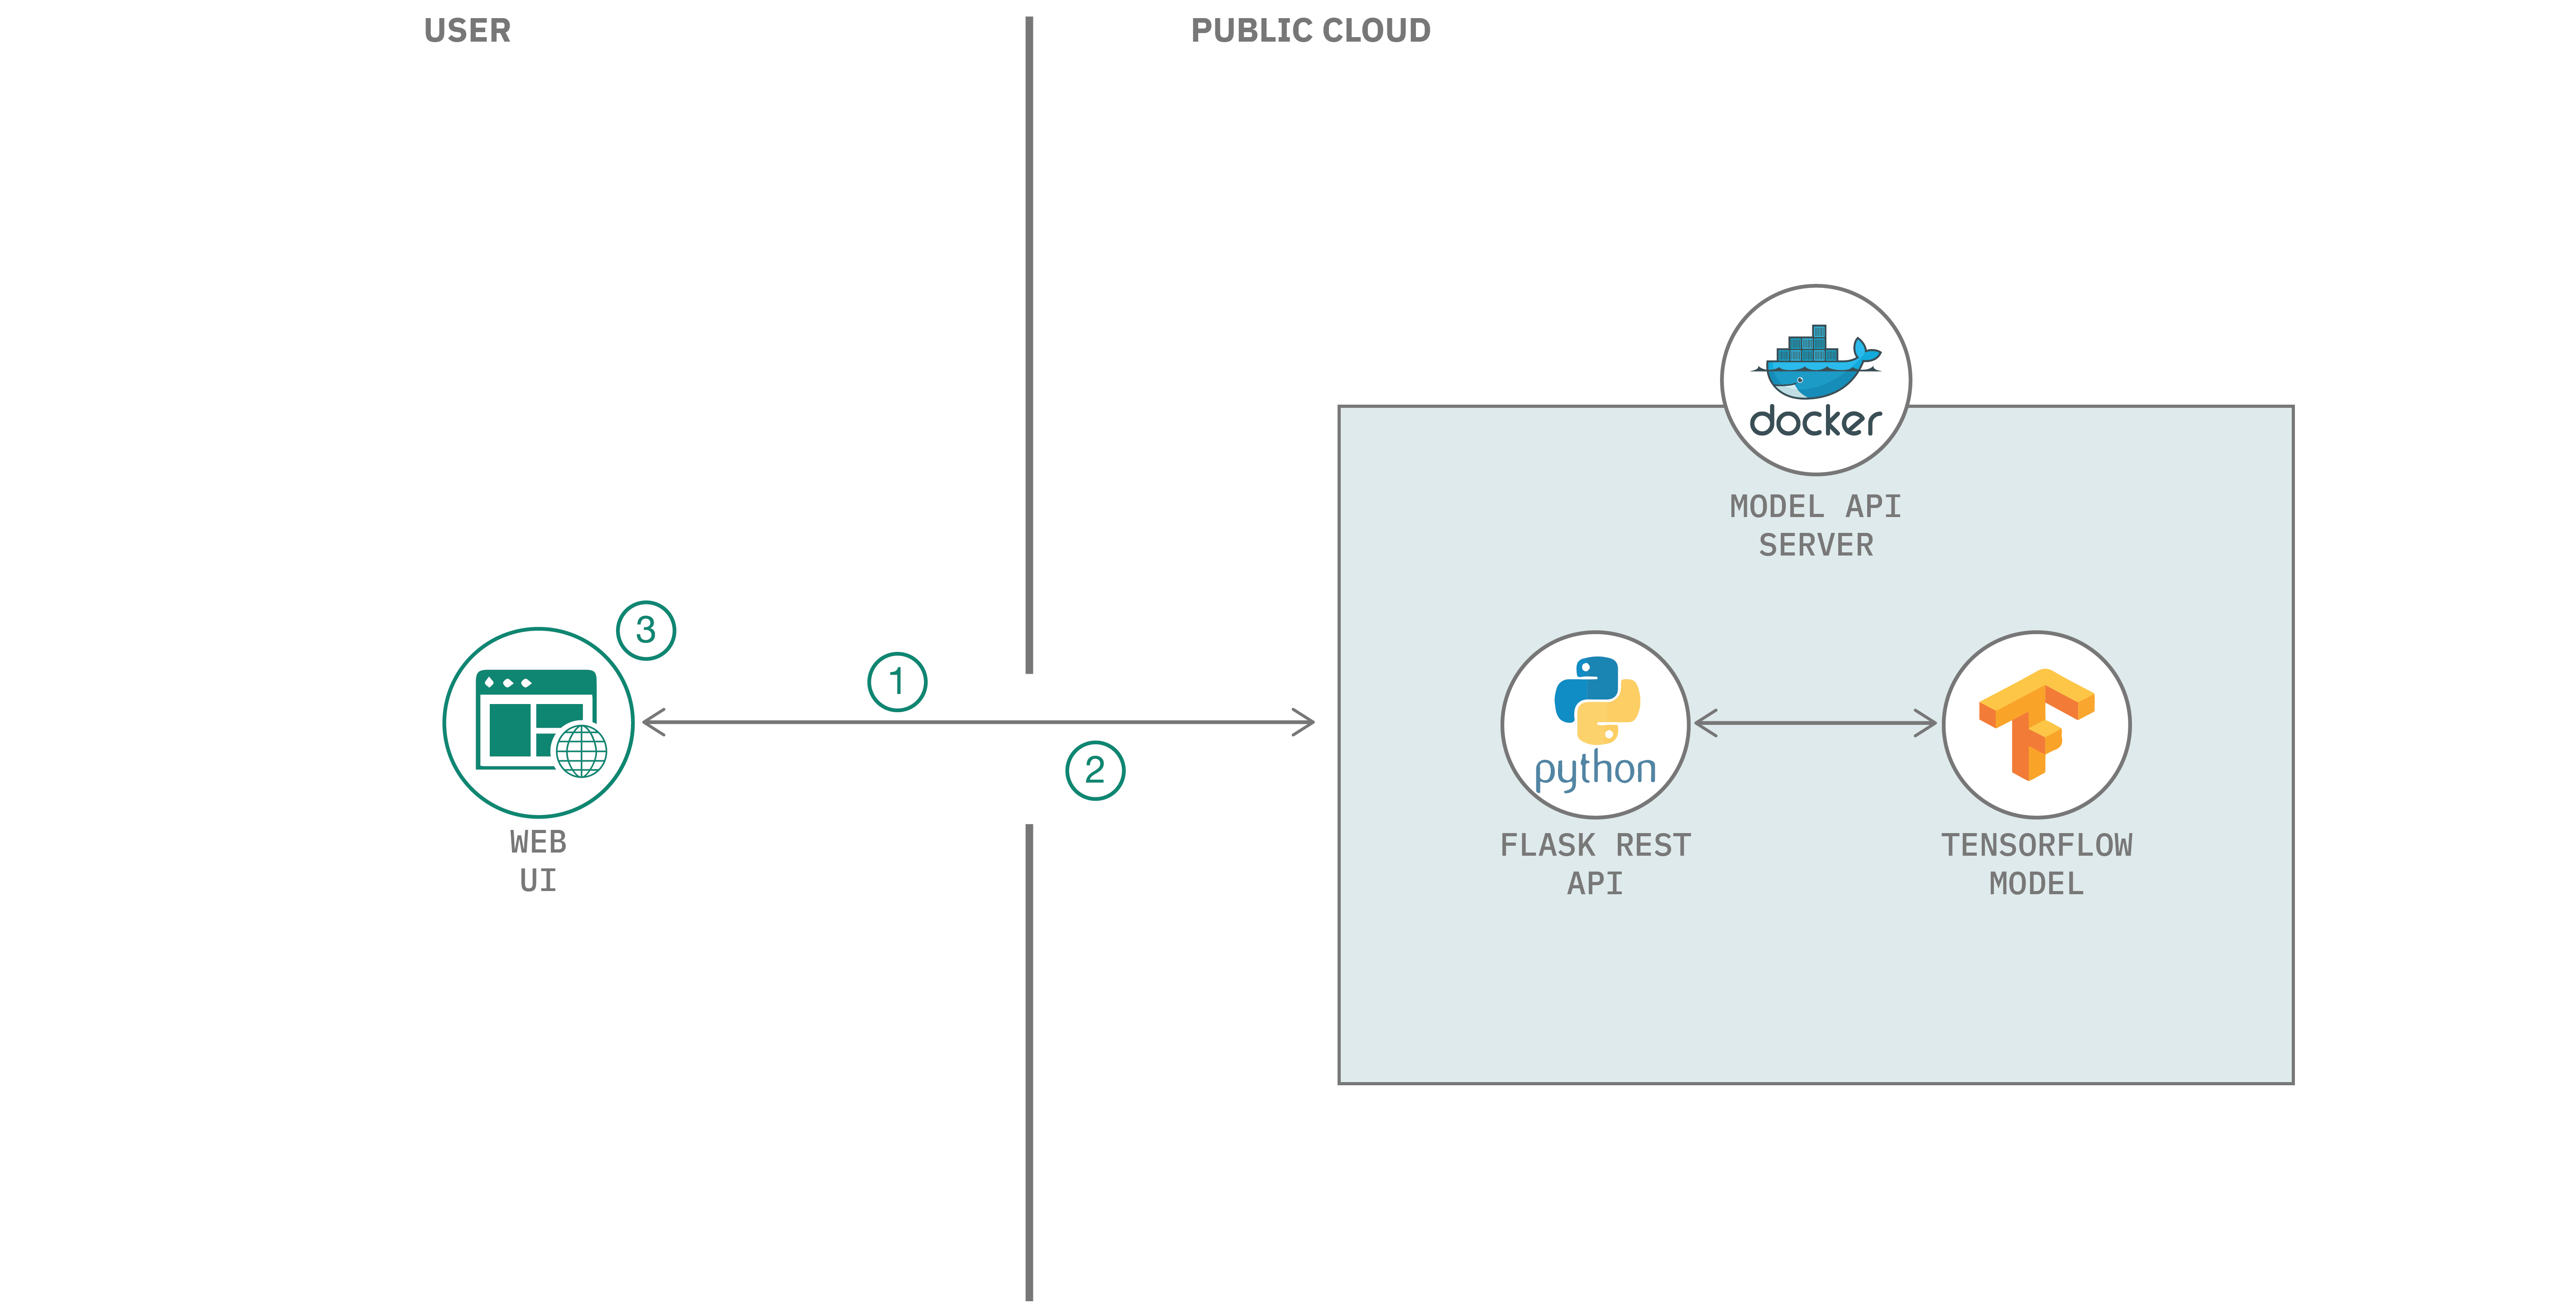 USER
PUBLIC CLOUD
docker
MODEL API
SERVER
3
1
2
python
WEB
UI
FLASK REST
API
TENSORFLOW
MODEL